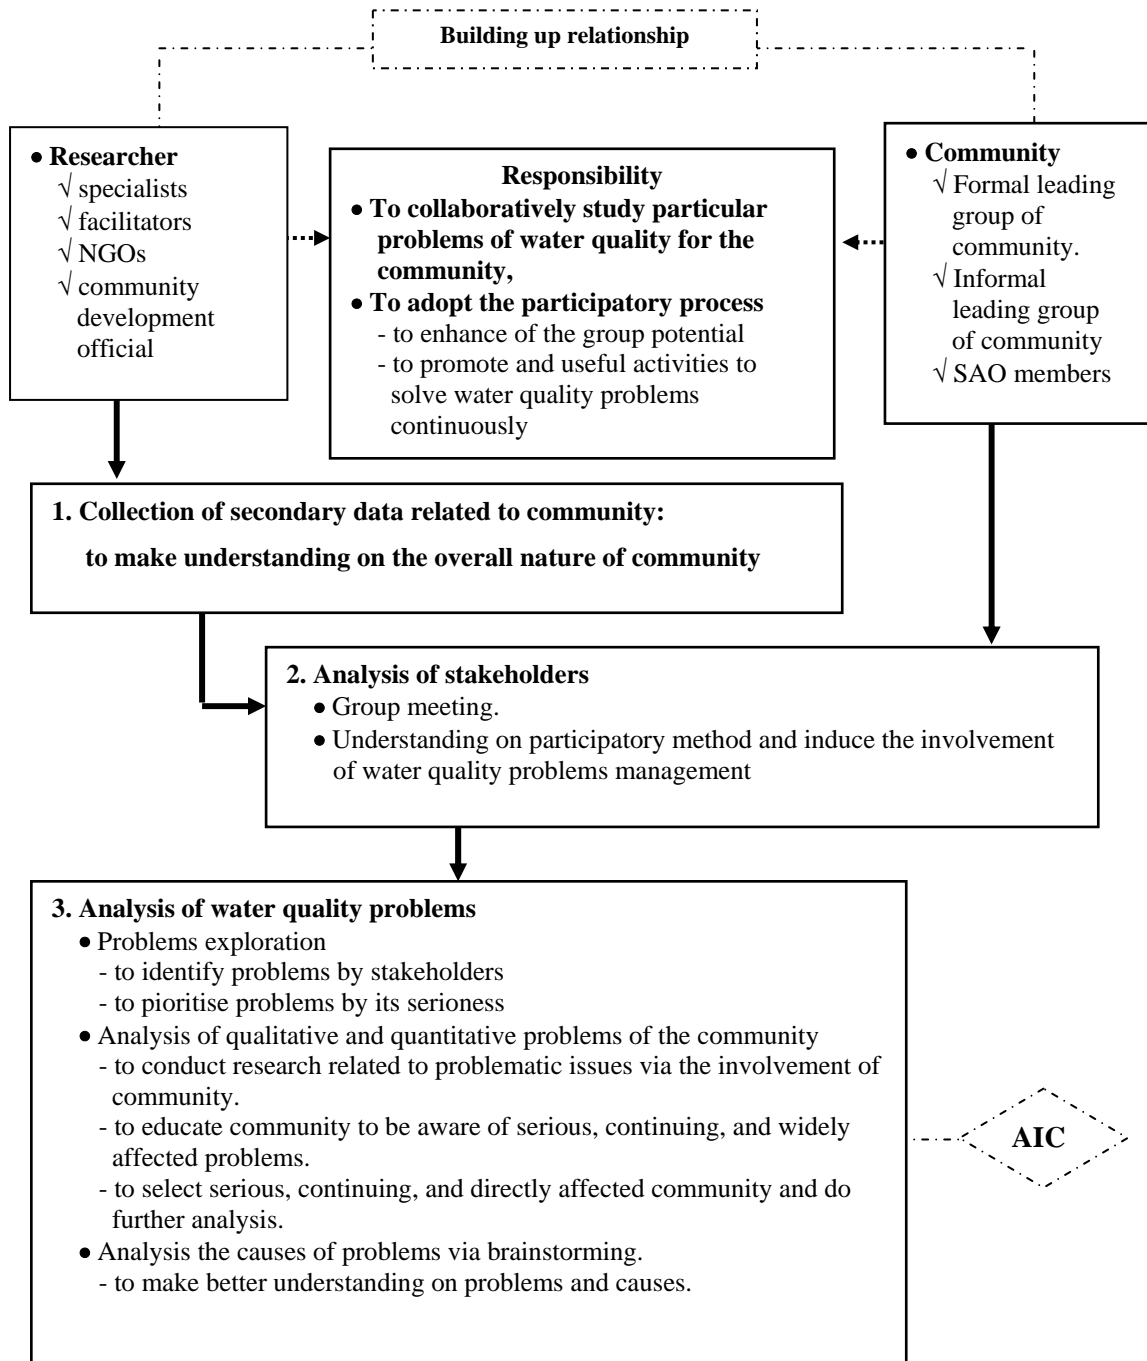 Building up relationship
• Researcher
√ specialists
√ facilitators
√ NGOs
√ community
development
official
Responsibility
• To collaboratively study particular
problems of water quality for the
community,
• To adopt the participatory process
- to enhance of the group potential
- to promote and useful activities to
solve water quality problems
continuously
• Community
√ Formal leading
group of
community.
√ Informal
leading group
of community
√ SAO members
1. Collection of secondary data related to community:
to make understanding on the overall nature of community
2. Analysis of stakeholders
• Group meeting.
• Understanding on participatory method and induce the involvement
of water quality problems management
3. Analysis of water quality problems
• Problems exploration
- to identify problems by stakeholders
- to pioritise problems by its serioness
• Analysis of qualitative and quantitative problems of the community
- to conduct research related to problematic issues via the involvement of
community.
- to educate community to be aware of serious, continuing, and widely
affected problems.
- to select serious, continuing, and directly affected community and do
further analysis.
• Analysis the causes of problems via brainstorming.
- to make better understanding on problems and causes.
AIC